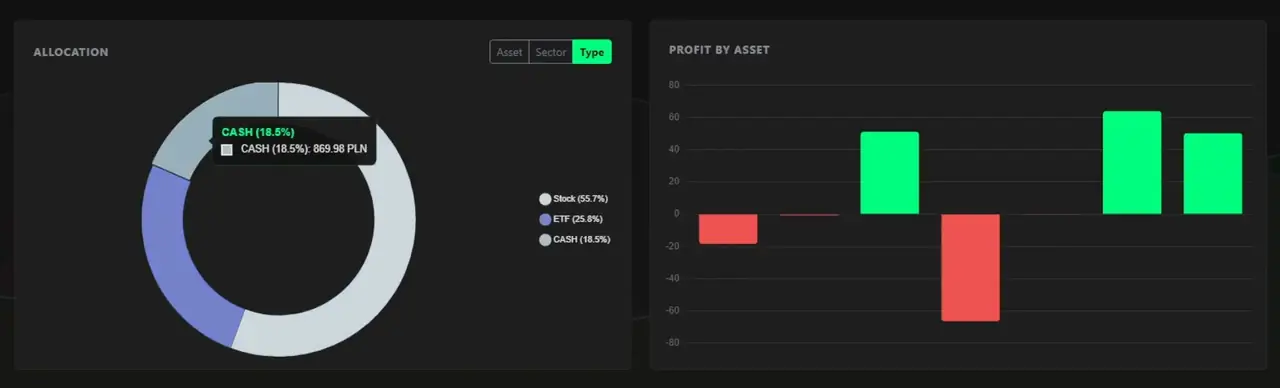 ALLOCATION
Asset Sector Type
CASH (18.5%)
CASH (18.5%): 869.98 PLN
Stock (55.7%)
ETF (25.8%)
CASH (18.5%)
PROFIT BY ASSET
80
60
40
20
0
-20
-40
-60
-80